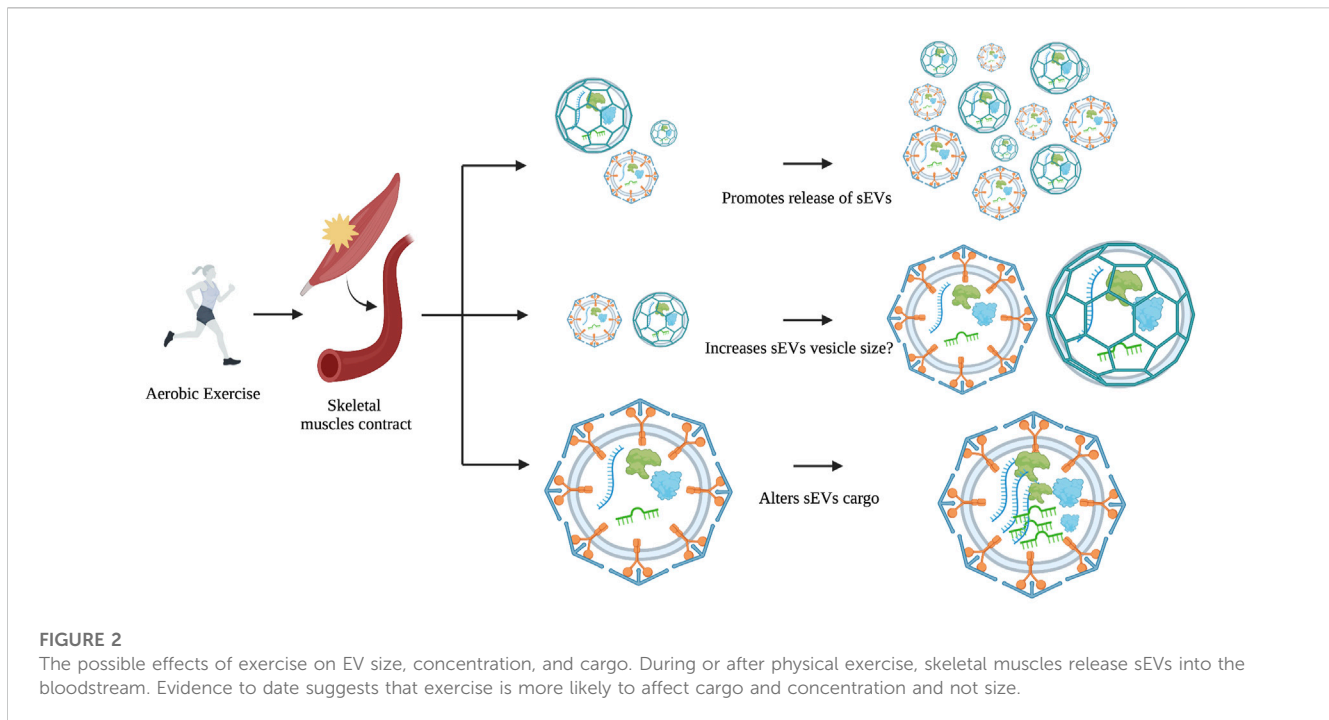 Promotes release of sEVs
Increases sEVs vesicle size?
Aerobic Exercise
Skeletal
muscles contract
Alters sEVs cargo
FIGURE 2
The possible effects of exercise on EV size, concentration, and cargo. During or after physical exercise, skeletal muscles release sEVs into the
bloodstream. Evidence to date suggests that exercise is more likely to affect cargo and concentration and not size.